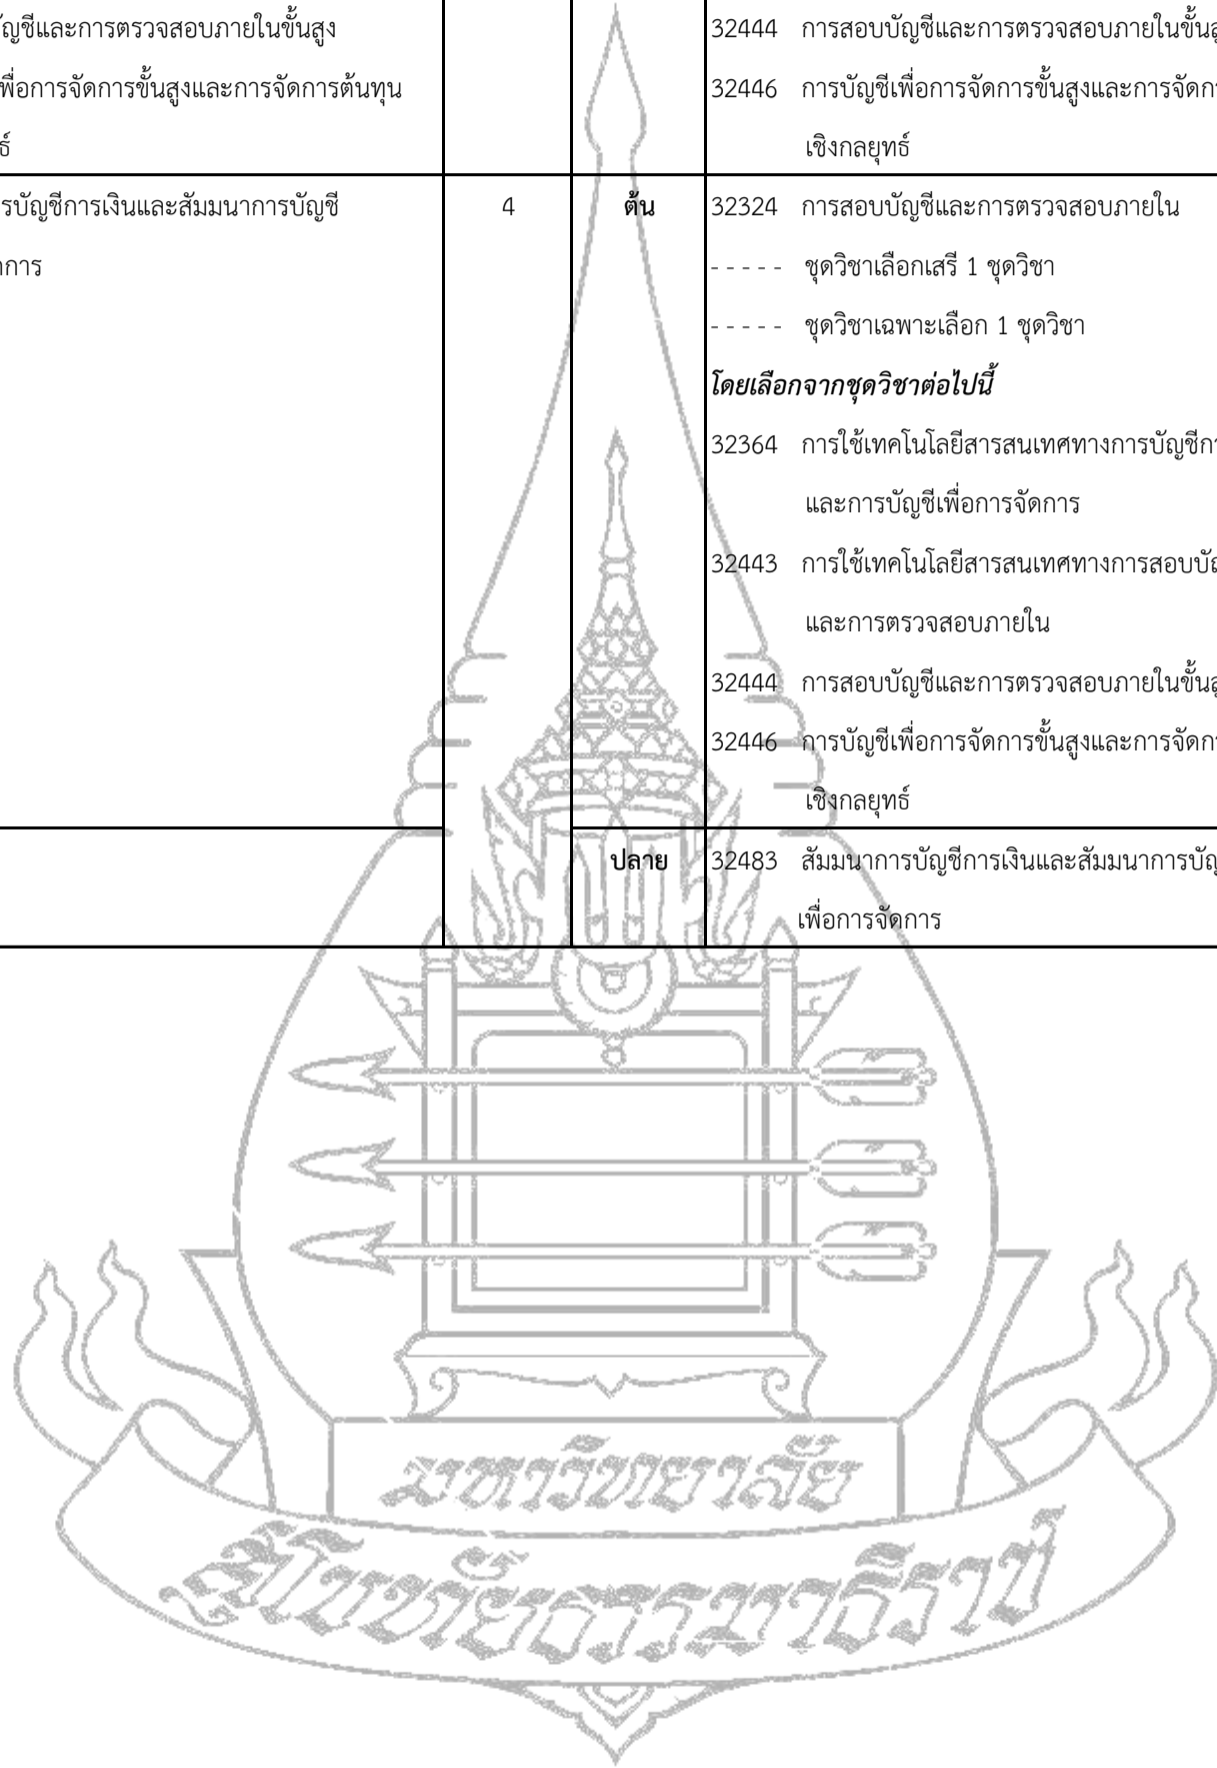 ัญชีและการตรวจสอบภายในขั้นสูง
พื่อการจัดการขั้นสูงและการจัดการต้นทุน
ธ์
32444 การสอบบัญชีและการตรวจสอบภายในขั้นสู
32446 การบัญชีเพื่อการจัดการขั้นสูงและการจัดกา
เชิงกลยุทธ์
รบัญชีการเงินและสัมมนาการบัญชี
การ
4
ต้น
32324 การสอบบัญชีและการตรวจสอบภายใน
----- ชุดวิชาเลือกเสรี 1 ชุดวิชา
----- ชุดวิชาเฉพาะเลือก 1 ชุดวิชา
โดยเลือกจากชุดวิชาต่อไปนี้
32364 การใช้เทคโนโลยีสารสนเทศทางการบัญชีกา
และการบัญชีเพื่อการจัดการ
32443 การใช้เทคโนโลยีสารสนเทศทางการสอบบัญ
และการตรวจสอบภายใน
32444 การสอบบัญชีและการตรวจสอบภายในขั้นสู
32446 การบัญชีเพื่อการจัดการขั้นสูงและการจัดกา
เชิงกลยุทธ์
ปลาย
32483 สัมมนาการบัญชีการเงินและสัมมนาการบัญ
เพื่อการจัดการ
มหาวิทยาลัย
สุโขทัยธรรมาธิราช